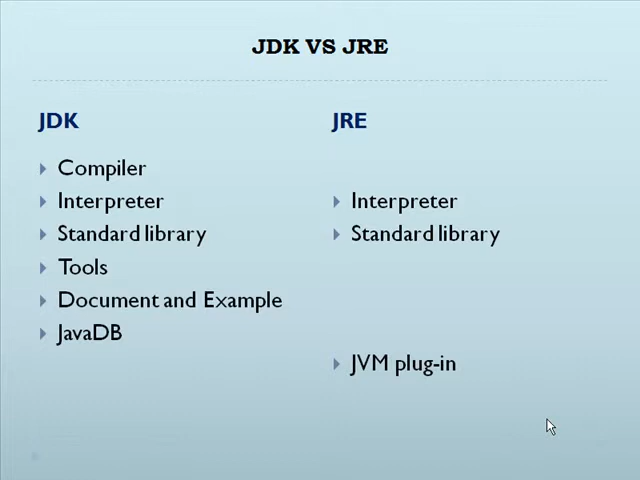 JDK VS JRE
JDK
Compiler
Interpreter
Standard library
Tools
Document and Example
JavaDB
JRE
Interpreter
Standard library
JVM plug-in